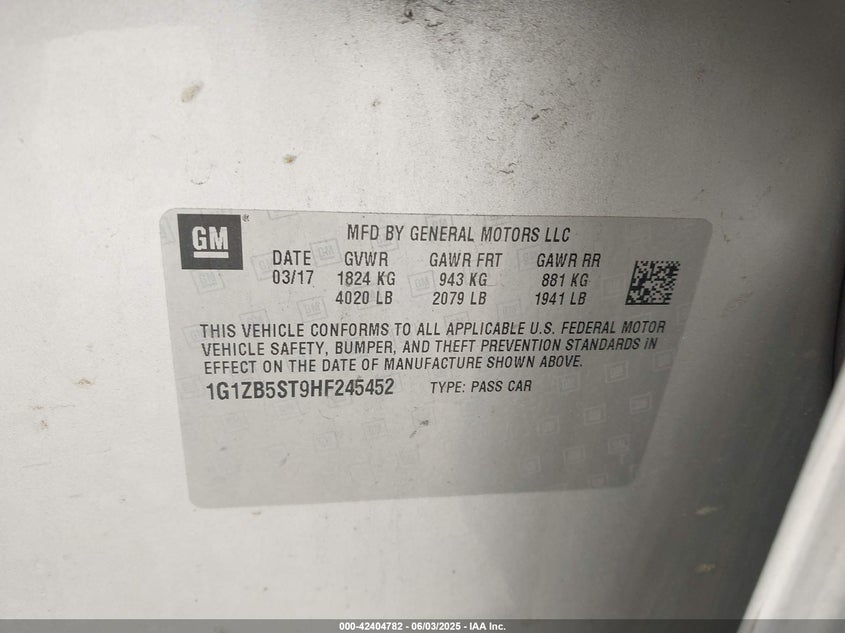 GM
MFD BY GENERAL MOTORS LLC
DATE GVWR GAWR FRT GAWR RR
03/17 1824 KG 943 KG 881 KG
4020 LB 2079 LB 1941 LB
THIS VEHICLE CONFORMS TO ALL APPLICABLE U.S. FEDERAL MOTOR
VEHICLE SAFETY, BUMPER, AND THEFT PREVENTION STANDARDS IN
EFFECT ON THE DATE OF MANUFACTURE SHOWN ABOVE.
1G1ZB5ST9HF245452 TYPE: PASS CAR
000-42404782 - 06/03/2025 - IAA Inc.